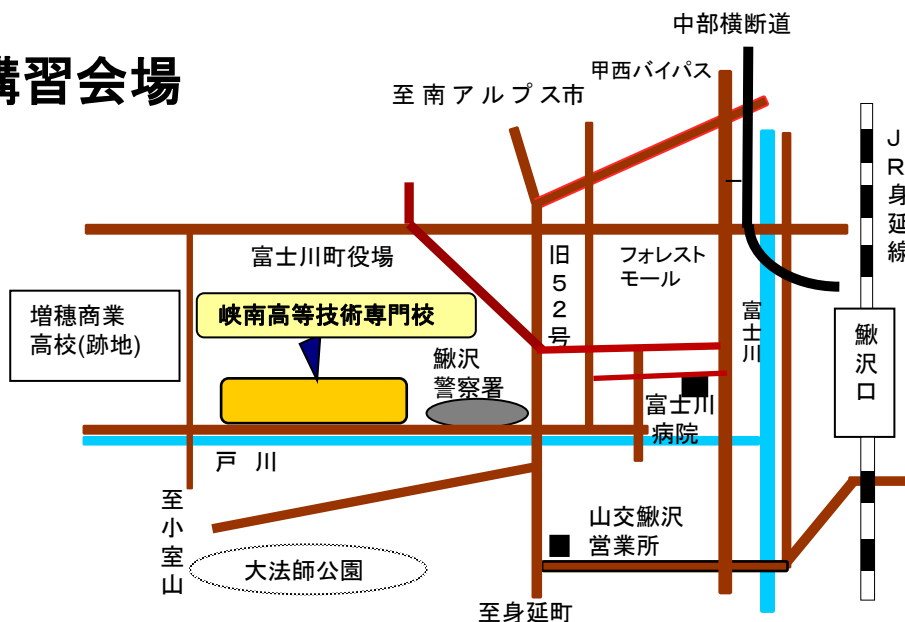 中部横断道
講習会場
甲西バイパス
至南アルプス市
JR身延線
富士川町役場
旧52号
フォレスト
モール
増穂商業
高校(跡地)
峡南高等技術専門校
富士川
鰍沢口
鰍沢
警察署
富士川
病院
戸川
至小室山
山交鰍沢
営業所
大法師公園
至身延町